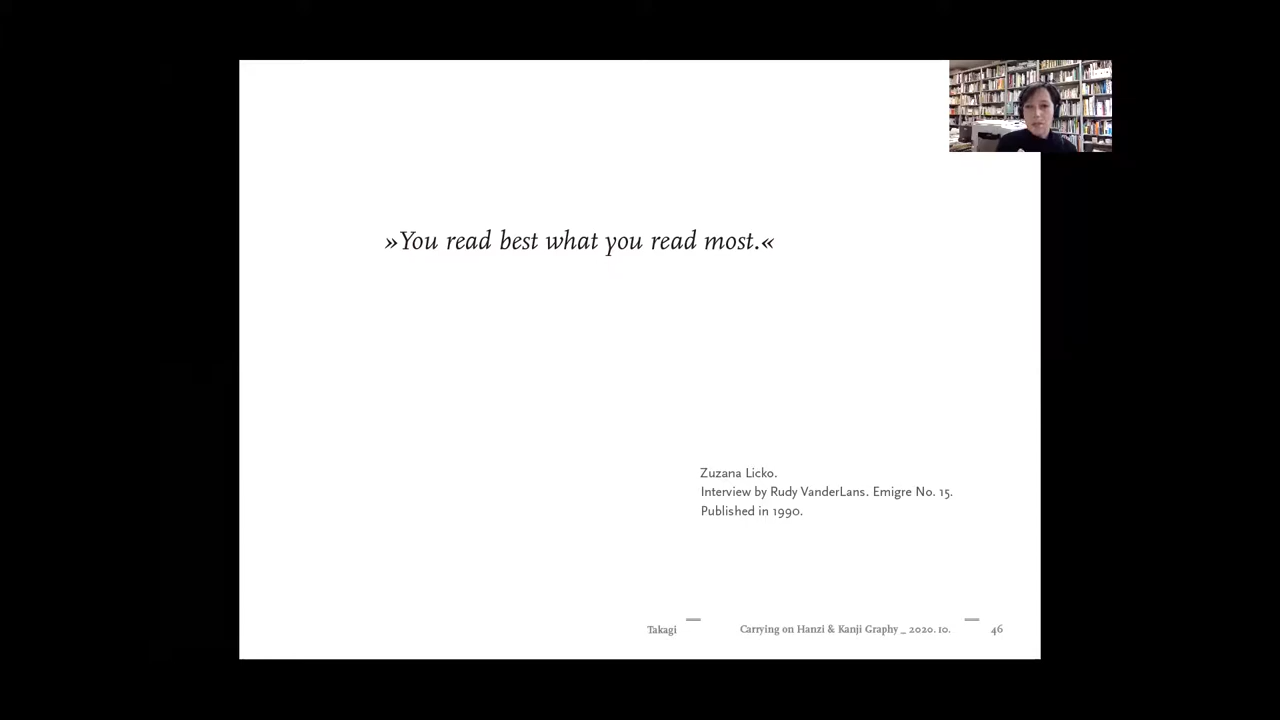 »You read best what you read most.«
Zuzana Licko.
Interview by Rudy VanderLans. Emigre No. 15.
Published in 1990.
Takagi — Carrying on Hanzi & Kanji Graphy _ 2020. 10. — 46